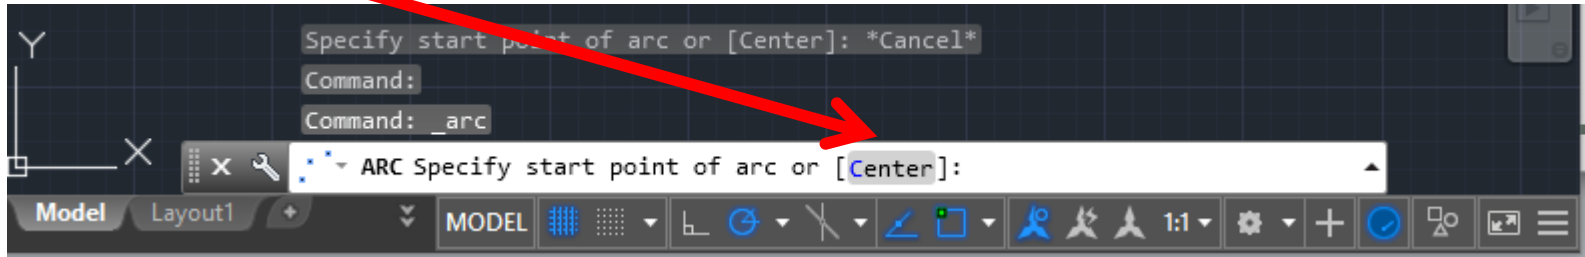 Y
Specify start point of arc or [Center]: *Cancel*
Command:
Command: _arc
X
ARC Specify start point of arc or [Center]:
Model Layout1 + MODEL 1:1